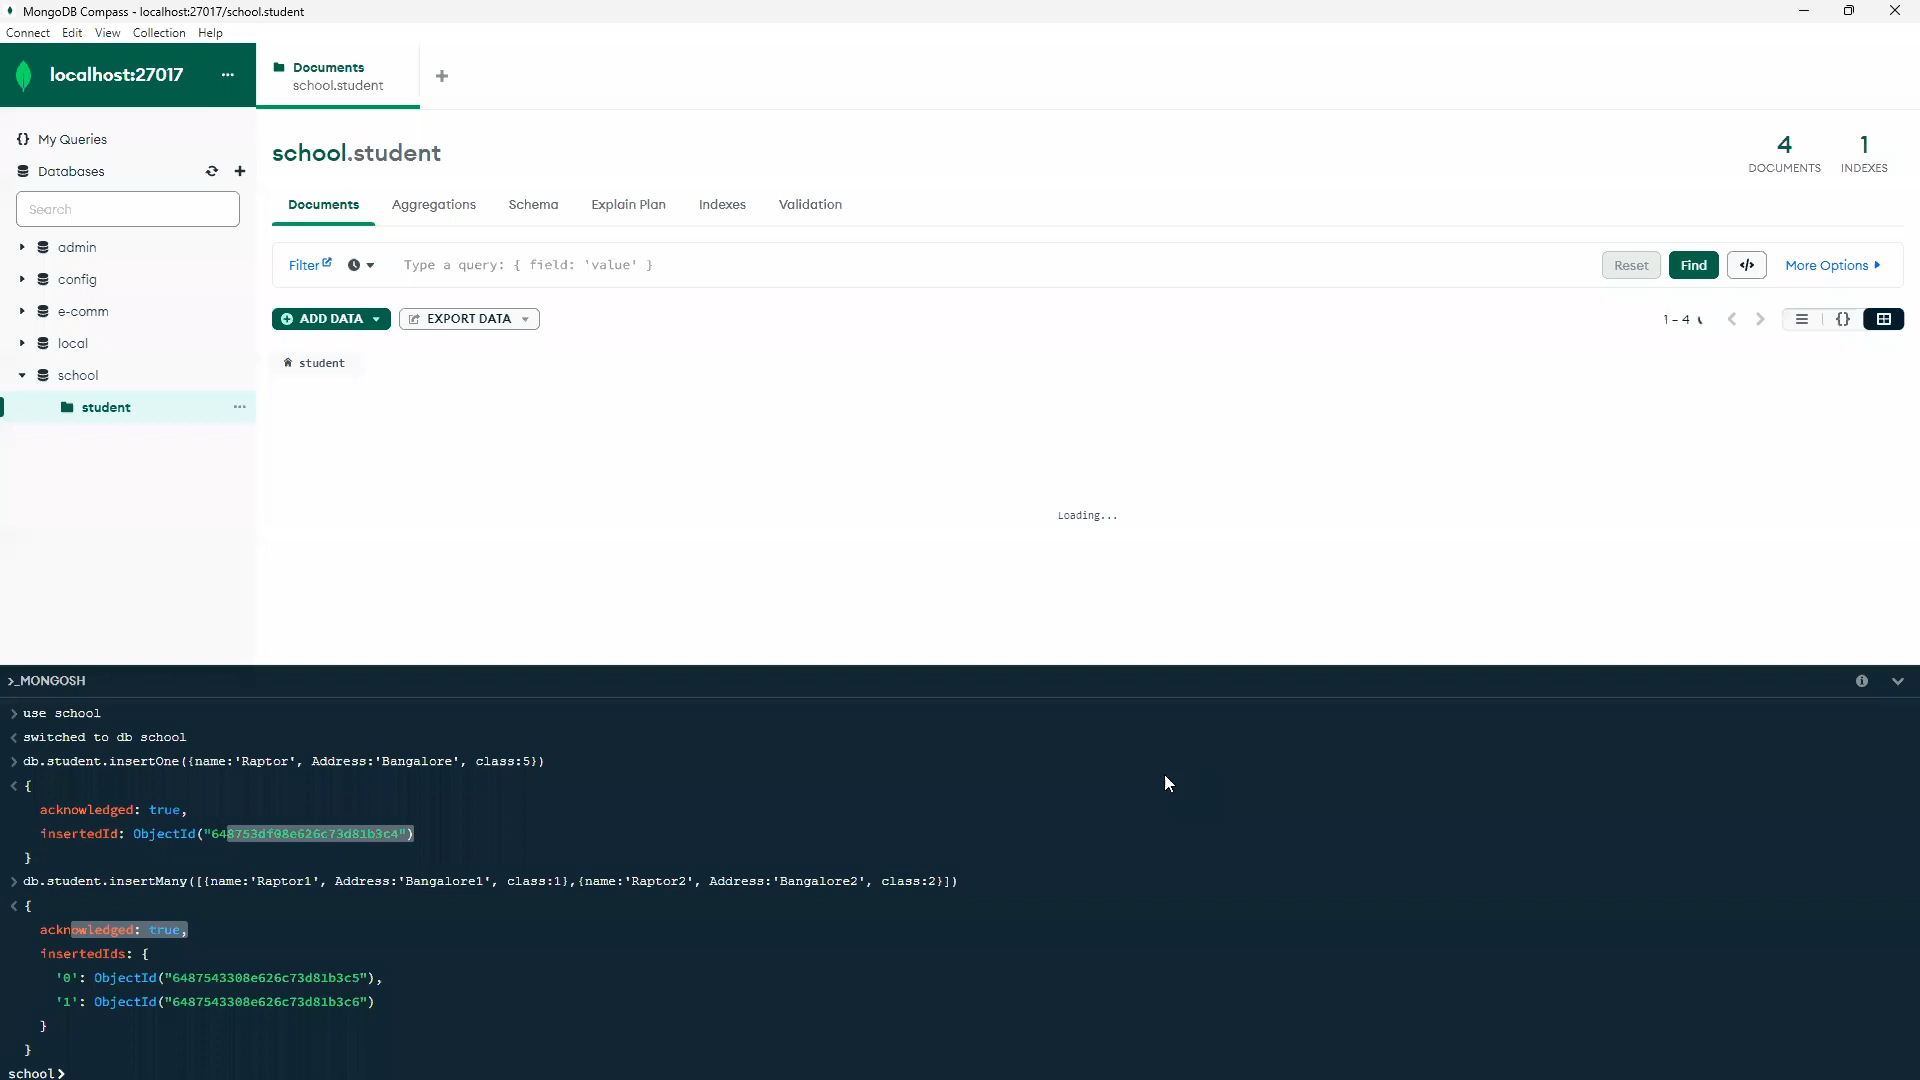 MongoDB Compass - localhost:27017/school.student
Connect Edit View Collection Help
localhost:27017 ...
Documents
school.student
{} My Queries
Databases
Search
admin
config
e-comm
local
school
student ...
school.student
4
DOCUMENTS
1
INDEXES
Documents Aggregations Schema Explain Plan Indexes Validation
Filter Type a query: { field: 'value' } Reset Find </> More Options
ADD DATA EXPORT DATA 1 – 4 {}
student
Loading...
>_MONGOSH
> use school
< switched to db school
> db.student.insertOne({name:'Raptor', Address:'Bangalore', class:5})
< {
acknowledged: true,
insertedId: ObjectId("648753df08e626c73d81b3c4")
}
> db.student.insertMany([{name:'Raptor1', Address:'Bangalore1', class:1},{name:'Raptor2', Address:'Bangalore2', class:2}])
< {
acknowledged: true,
insertedIds: {
'0': ObjectId("6487543308e626c73d81b3c5"),
'1': ObjectId("6487543308e626c73d81b3c6")
}
}
school>